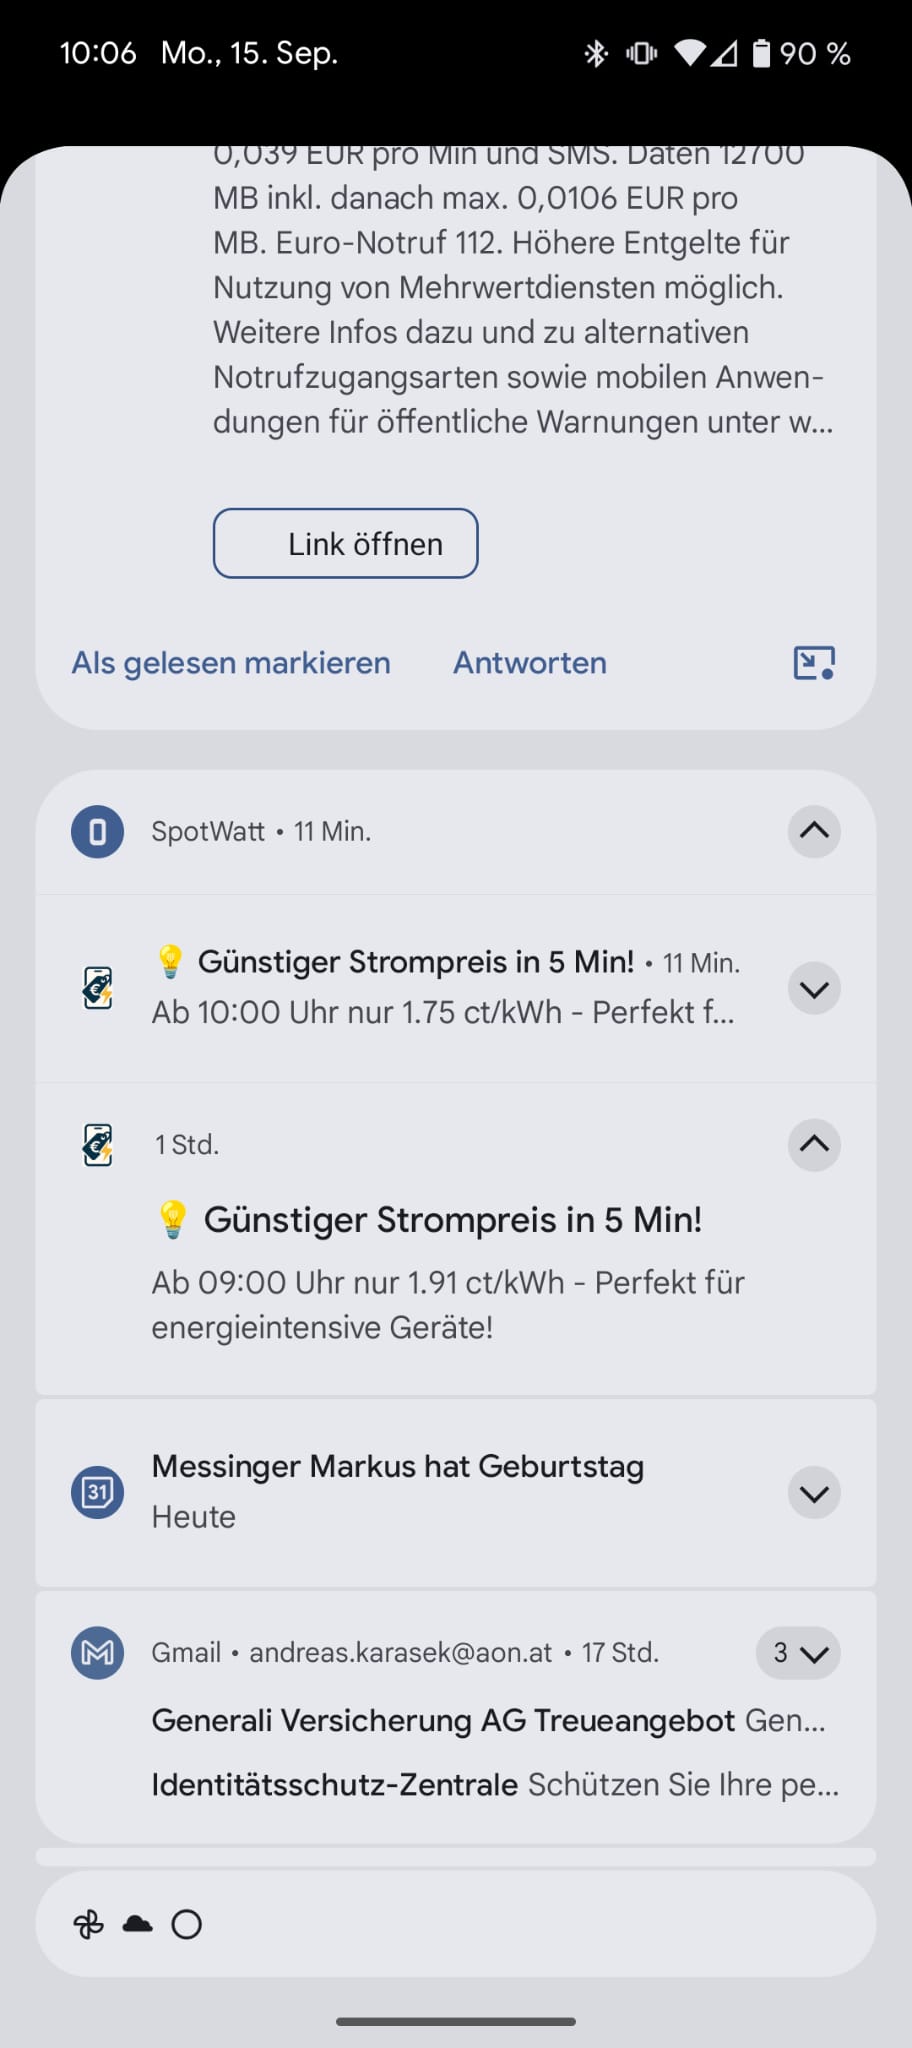 10:06 Mo., 15. Sep. 90 %
0,039 EUR pro Min und SMS. Daten 12700
MB inkl. danach max. 0,0106 EUR pro
MB. Euro-Notruf 112. Höhere Entgelte für
Nutzung von Mehrwertdiensten möglich.
Weitere Infos dazu und zu alternativen
Notrufzugangsarten sowie mobilen Anwen-
dungen für öffentliche Warnungen unter w...
Link öffnen
Als gelesen markieren Antworten
SpotWatt • 11 Min.
💡 Günstiger Strompreis in 5 Min! • 11 Min.
Ab 10:00 Uhr nur 1.75 ct/kWh - Perfekt f...
1 Std.
💡 Günstiger Strompreis in 5 Min!
Ab 09:00 Uhr nur 1.91 ct/kWh - Perfekt für
energieintensive Geräte!
Messinger Markus hat Geburtstag
31
Heute
Gmail • andreas.karasek@aon.at • 17 Std. 3
Generali Versicherung AG Treueangebot Gen...
Identitätsschutz-Zentrale Schützen Sie Ihre pe...